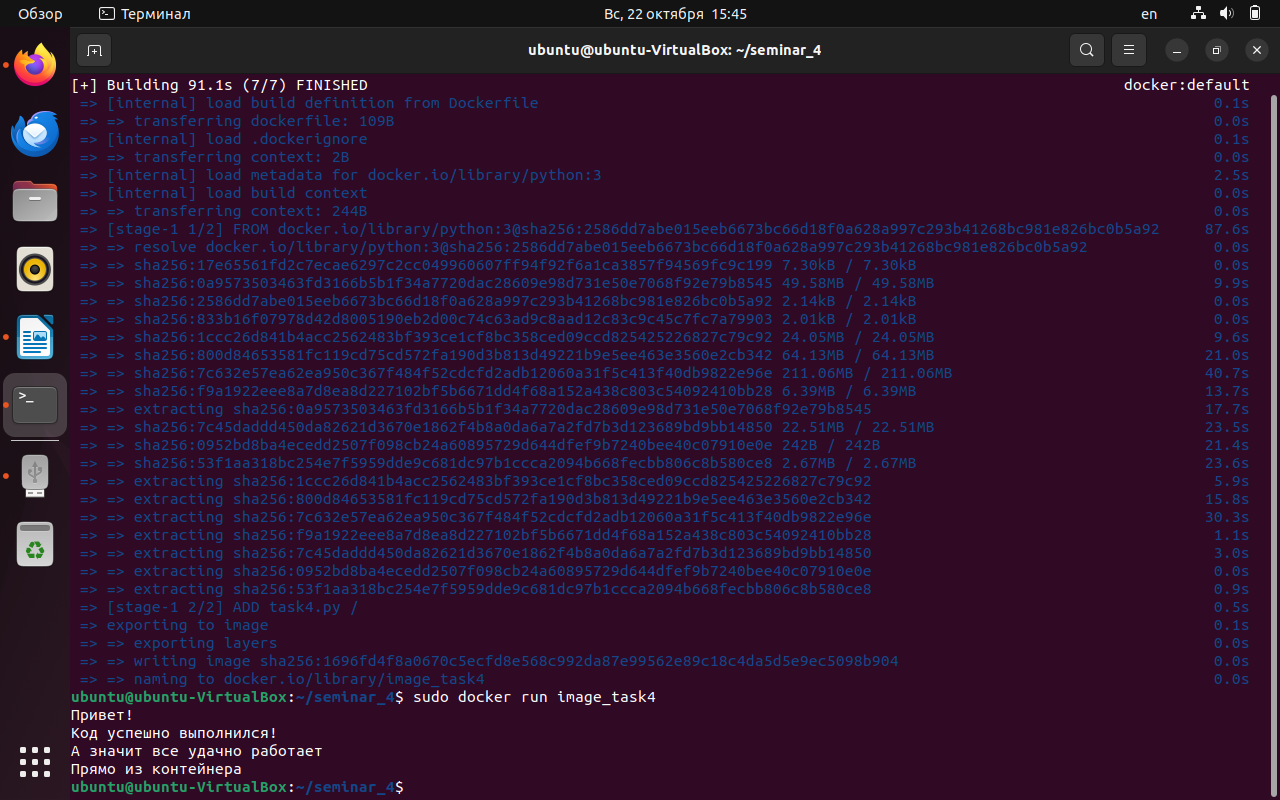 Обзор
Терминал
Вс, 22 октября 15:45
en
ubuntu@ubuntu-VirtualBox: ~/seminar_4
[+] Building 91.1s (7/7) FINISHED docker:default
=> [internal] load build definition from Dockerfile 0.1s
=> => transferring dockerfile: 109B 0.0s
=> [internal] load .dockerignore 0.1s
=> => transferring context: 2B 0.0s
=> [internal] load metadata for docker.io/library/python:3 2.5s
=> [internal] load build context 0.0s
=> => transferring context: 244B 0.0s
=> [stage-1 1/2] FROM docker.io/library/python:3@sha256:2586dd7abe015eeb6673bc66d18f0a628a997c293b41268bc981e826bc0b5a92 87.6s
=> => resolve docker.io/library/python:3@sha256:2586dd7abe015eeb6673bc66d18f0a628a997c293b41268bc981e826bc0b5a92 0.0s
=> => sha256:17e65561fd2c7ecae6297c2cc049960607ff94f92f6a1ca3857f94569fc9c199 7.30kB / 7.30kB 0.0s
=> => sha256:0a9573503463fd3166b5b1f34a7720dac28609e98d731e50e7068f92e79b8545 49.58MB / 49.58MB 9.9s
=> => sha256:2586dd7abe015eeb6673bc66d18f0a628a997c293b41268bc981e826bc0b5a92 2.14kB / 2.14kB 0.0s
=> => sha256:833b16f07978d42d8005190eb2d00c74c63ad9c8aad12c83c9c45c7fc7a79903 2.01kB / 2.01kB 0.0s
=> => sha256:1ccc26d841b4acc2562483bf393ce1cf8bc358ced09ccd825425226827c79c92 24.05MB / 24.05MB 9.6s
=> => sha256:800d84653581fc119cd75cd572fa190d3b813d49221b9e5ee463e3560e2cb342 64.13MB / 64.13MB 21.0s
=> => sha256:7c632e57ea62ea950c367f484f52cdcfd2adb12060a31f5c413f40db9822e96e 211.06MB / 211.06MB 40.7s
=> => sha256:f9a1922eee8a7d8ea8d227102bf5b6671dd4f68a152a438c803c54092410bb28 6.39MB / 6.39MB 13.7s
=> => extracting sha256:0a9573503463fd3166b5b1f34a7720dac28609e98d731e50e7068f92e79b8545 17.7s
=> => sha256:7c45daddd450da82621d3670e1862f4b8a0da6a7a2fd7b3d123689bd9bb14850 22.51MB / 22.51MB 23.5s
=> => sha256:0952bd8ba4ecedd2507f098cb24a60895729d644dfef9b7240bee40c07910e0e 242B / 242B 21.4s
=> => sha256:53f1aa318bc254e7f5959dde9c681dc97b1ccca2094b668fecbb806c8b580ce8 2.67MB / 2.67MB 23.6s
=> => extracting sha256:1ccc26d841b4acc2562483bf393ce1cf8bc358ced09ccd825425226827c79c92 5.9s
=> => extracting sha256:800d84653581fc119cd75cd572fa190d3b813d49221b9e5ee463e3560e2cb342 15.8s
=> => extracting sha256:7c632e57ea62ea950c367f484f52cdcfd2adb12060a31f5c413f40db9822e96e 30.3s
=> => extracting sha256:f9a1922eee8a7d8ea8d227102bf5b6671dd4f68a152a438c803c54092410bb28 1.1s
=> => extracting sha256:7c45daddd450da82621d3670e1862f4b8a0da6a7a2fd7b3d123689bd9bb14850 3.0s
=> => extracting sha256:0952bd8ba4ecedd2507f098cb24a60895729d644dfef9b7240bee40c07910e0e 0.0s
=> => extracting sha256:53f1aa318bc254e7f5959dde9c681dc97b1ccca2094b668fecbb806c8b580ce8 0.9s
=> [stage-1 2/2] ADD task4.py / 0.5s
=> exporting to image 0.1s
=> => exporting layers 0.0s
=> => writing image sha256:1696fd4f8a0670c5ecfd8e568c992da87e99562e89c18c4da5d5e9ec5098b904 0.0s
=> => naming to docker.io/library/image_task4 0.0s
ubuntu@ubuntu-VirtualBox:~/seminar_4$ sudo docker run image_task4
Привет!
Код успешно выполнился!
А значит все удачно работает
Прямо из контейнера
ubuntu@ubuntu-VirtualBox:~/seminar_4$